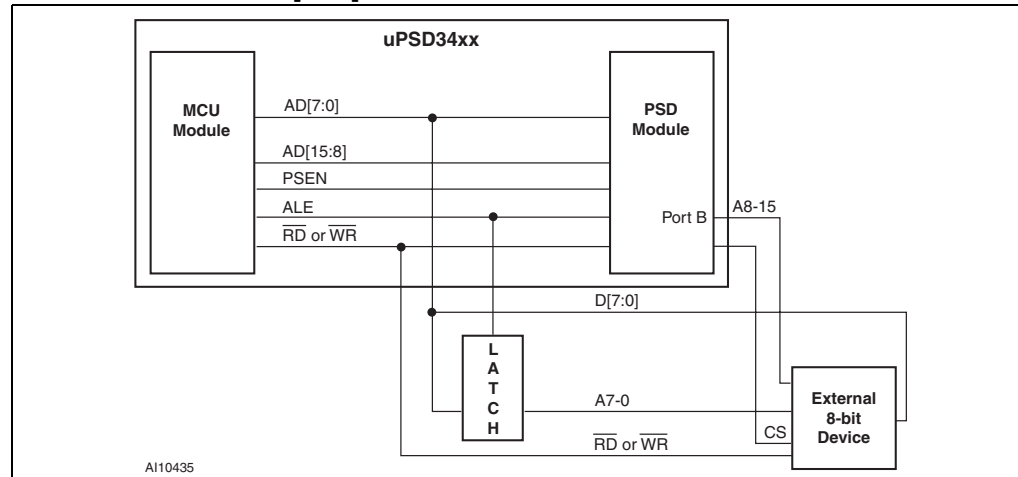 uPSD34xx
MCU
Module
AD[7:0]
AD[15:8]
PSEN
ALE
RD or WR
PSD
Module
Port B
A8-15
D[7:0]
L
A
T
C
H
A7-0
RD or WR
CS
External
8-bit
Device
AI10435